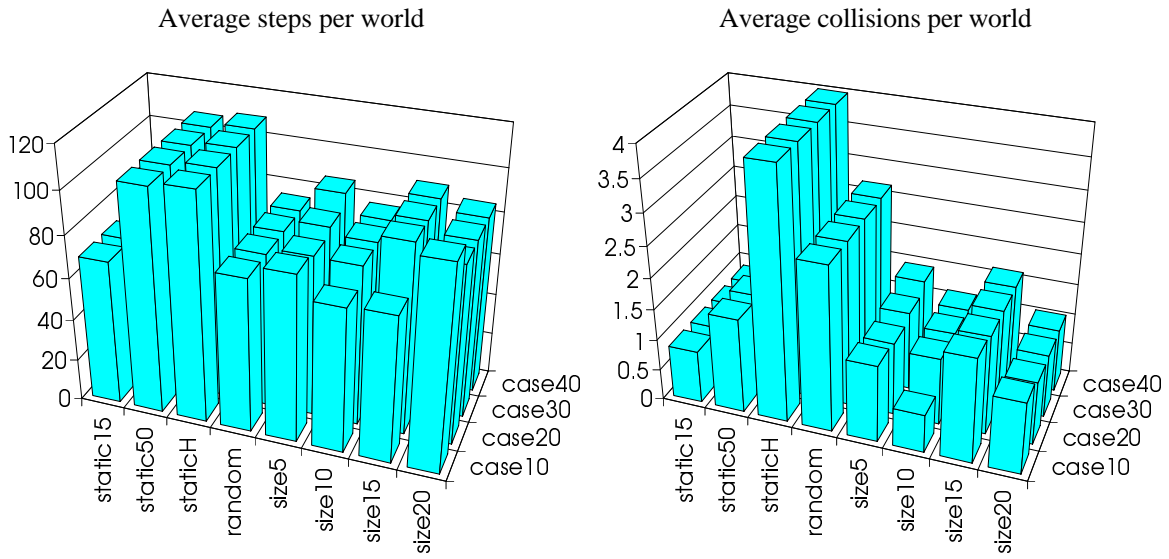 Average steps per world
Average collisions per world
120
100
80
60
40
20
0
static15
static50
staticH
random
size5
size10
size15
size20
case40
case30
case20
case10
4
3.5
3
2.5
2
1.5
1
0.5
0
static15
static50
staticH
random
size5
size10
size15
size20
case40
case30
case20
case10